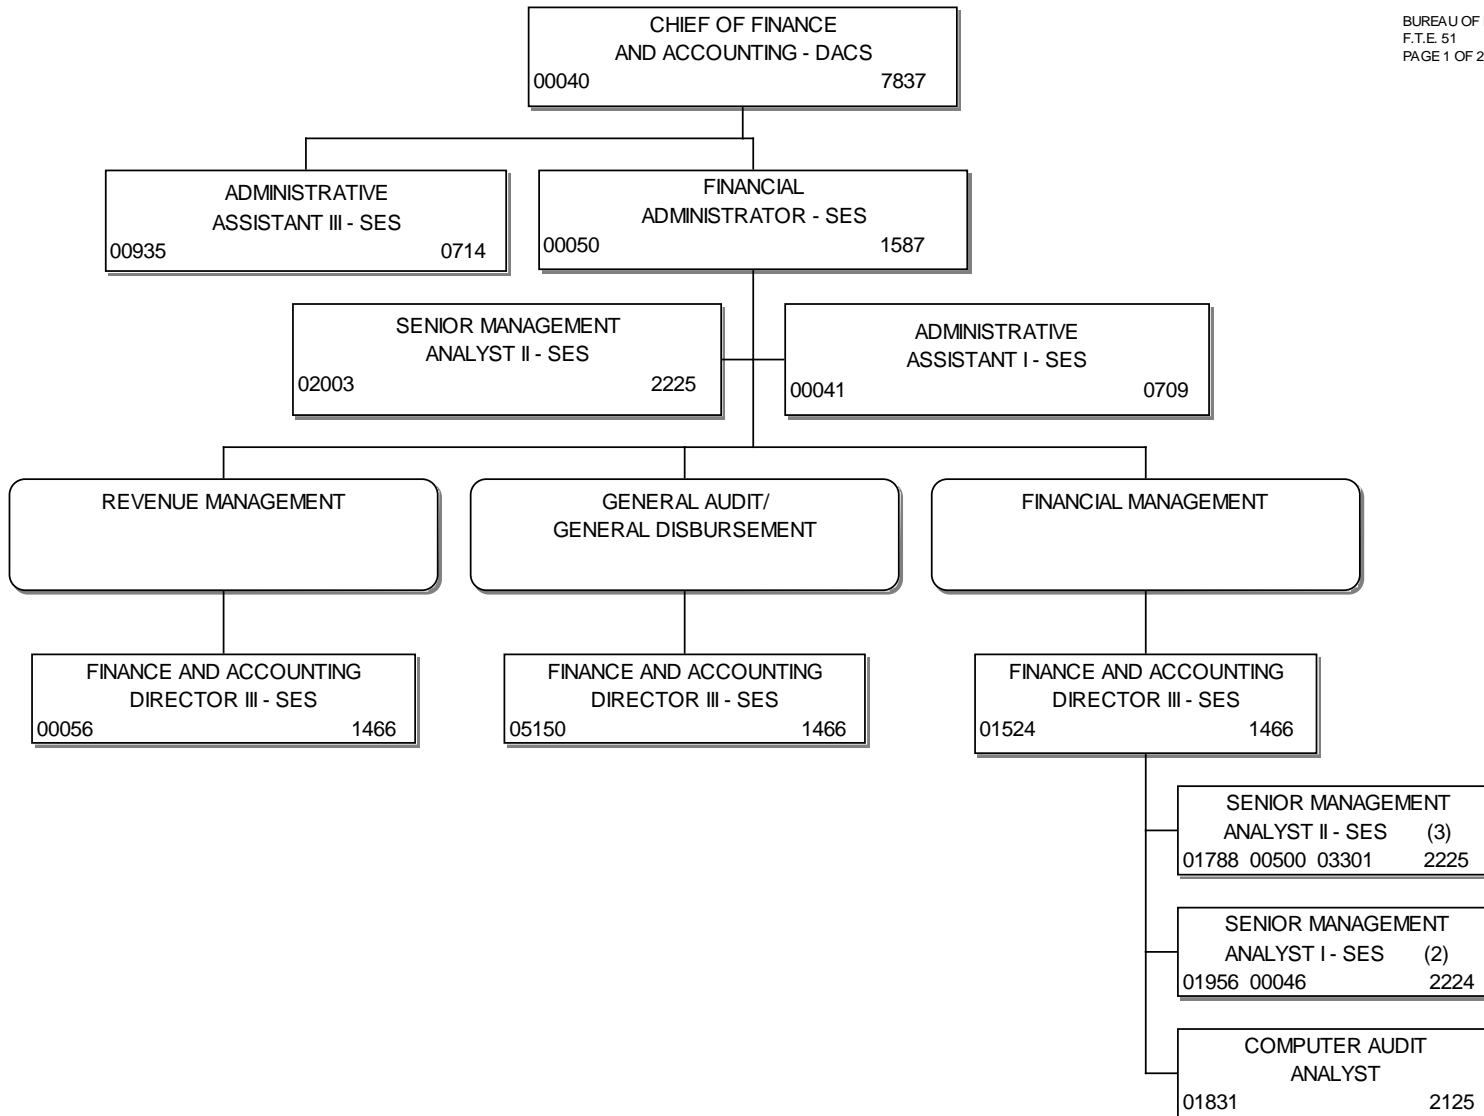 BUREAU OF
F.T.E. 51
PAGE 1 OF 2
CHIEF OF FINANCE
AND ACCOUNTING - DACS
00040 7837
ADMINISTRATIVE
ASSISTANT III - SES
00935 0714
FINANCIAL
ADMINISTRATOR - SES
00050 1587
SENIOR MANAGEMENT
ANALYST II - SES
02003 2225
ADMINISTRATIVE
ASSISTANT I - SES
00041 0709
REVENUE MANAGEMENT
GENERAL AUDIT/
GENERAL DISBURSEMENT
FINANCIAL MANAGEMENT
FINANCE AND ACCOUNTING
DIRECTOR III - SES
00056 1466
FINANCE AND ACCOUNTING
DIRECTOR III - SES
05150 1466
FINANCE AND ACCOUNTING
DIRECTOR III - SES
01524 1466
SENIOR MANAGEMENT
ANALYST II - SES (3)
01788 00500 03301 2225
SENIOR MANAGEMENT
ANALYST I - SES (2)
01956 00046 2224
COMPUTER AUDIT
ANALYST
01831 2125